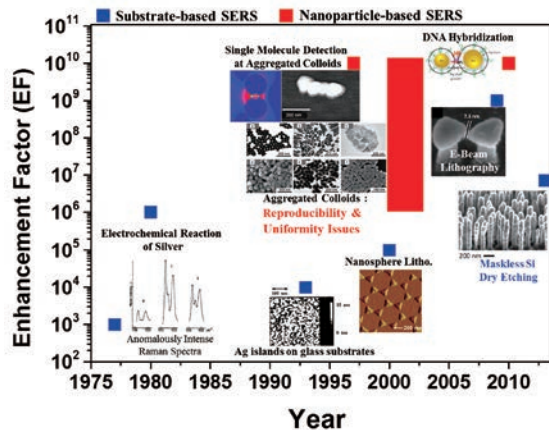 Substrate-based SERS
Nanoparticle-based SERS
Enhancement Factor (EF)
10¹¹
10¹⁰
10⁹
10⁸
10⁷
10⁶
10⁵
10⁴
10³
10²
Single Molecule Detection
at Aggregated Colloids
DNA Hybridization
E-Beam
Lithography
Aggregated Colloids :
Reproducibility &
Uniformity Issues
Electrochemical Reaction
of Silver
Anomalously Intense
Raman Spectra
Ag islands on glass substrates
Nanosphere Litho.
200 nm
Maskless Si
Dry Etching
1975
1980
1985
1990
1995
2000
2005
2010
Year